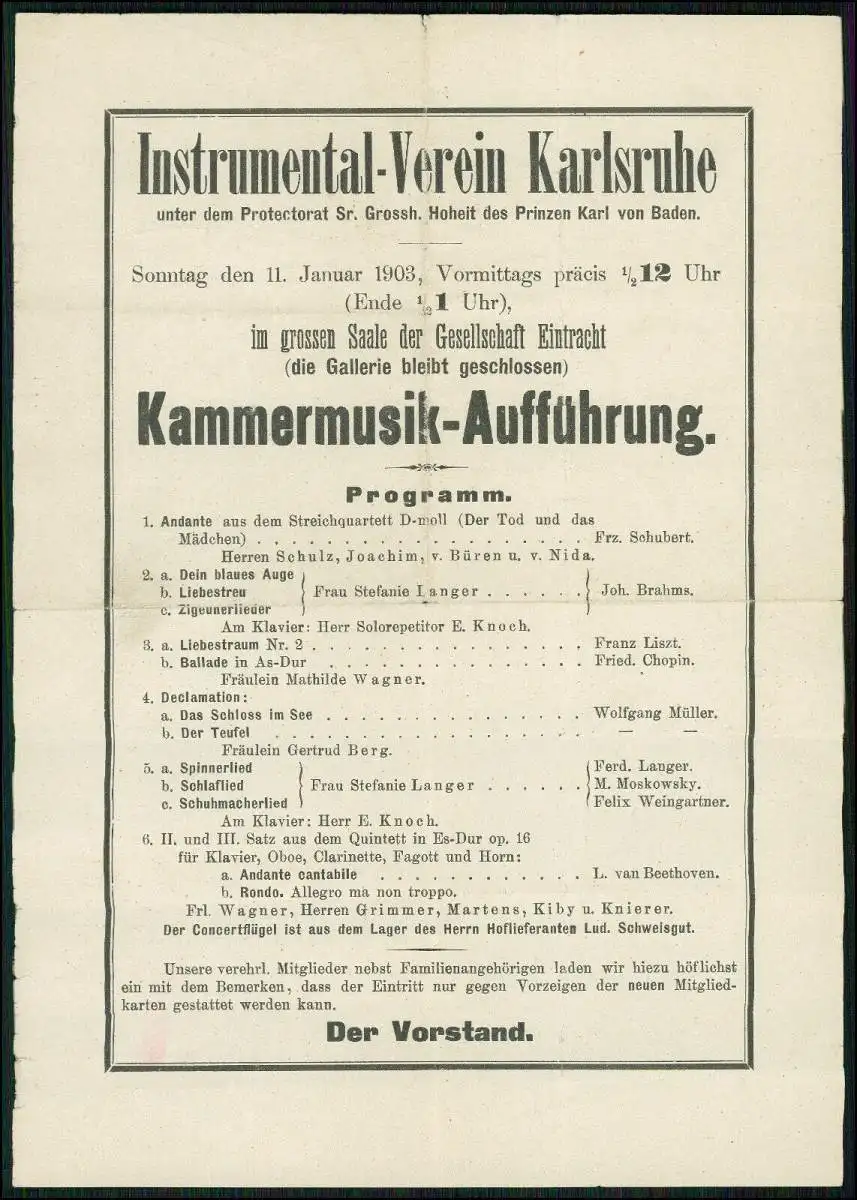 Instrumental-Verein Karlsruhe
unter dem Protectorat Sr. Grossh. Hoheit des Prinzen Karl von Baden.
Sonntag den 11. Januar 1903, Vormittags präcis 1/2 12 Uhr
(Ende 1/2 1 Uhr),
im grossen Saale der Gesellschaft Eintracht
(die Gallerie bleibt geschlossen)
Kammermusik-Aufführung.
Programm.
1. Andante aus dem Streichquartett D-moll (Der Tod und das
Mädchen) . . . . . . . . . . . . . . . . . . . Frz. Schubert.
Herren Schulz, Joachim, v. Büren u. v. Nida.
2. a. Dein blaues Auge
b. Liebestreu } Frau Stefanie Langer . . . . . . { Joh. Brahms.
c. Zigeunerlieder
Am Klavier: Herr Solorepetitor E. Knoch.
3. a. Liebestraum Nr. 2 . . . . . . . . . . . . . . . . Franz Liszt.
b. Ballade in As-Dur . . . . . . . . . . . . . . . Fried. Chopin.
Fräulein Mathilde Wagner.
4. Declamation:
a. Das Schloss im See . . . . . . . . . . . . . . . Wolfgang Müller.
b. Der Teufel . . . . . . . . . . . . . . . . . . — —
Fräulein Gertrud Berg.
5. a. Spinnerlied { Ferd. Langer.
b. Schlaflied } Frau Stefanie Langer . . . . . . { M. Moskowsky.
c. Schuhmacherlied { Felix Weingartner.
Am Klavier: Herr E. Knoch.
6. II. und III. Satz aus dem Quintett in Es-Dur op. 16
für Klavier, Oboe, Clarinette, Fagott und Horn:
a. Andante cantabile . . . . . . . . . . . . L. van Beethoven.
b. Rondo. Allegro ma non troppo.
Frl. Wagner, Herren Grimmer, Martens, Kiby u. Knierer.
Der Concertflügel ist aus dem Lager des Herrn Hoflieferanten Lud. Schweisgut.
Unsere verehrl. Mitglieder nebst Familienangehörigen laden wir hiezu höflichst
ein mit dem Bemerken, dass der Eintritt nur gegen Vorzeigen der neuen Mitglied-
karten gestattet werden kann.
Der Vorstand.